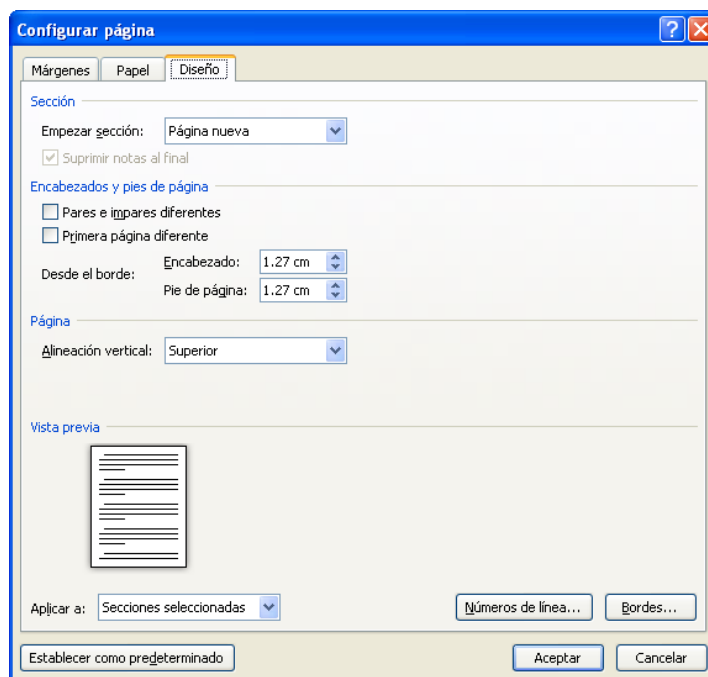 Configurar página
Márgenes Papel Diseño
Sección
Empezar sección: Página nueva
Suprimir notas al final
Encabezados y pies de página
Pares e impares diferentes
Primera página diferente
Desde el borde:
Encabezado: 1.27 cm
Pie de página: 1.27 cm
Página
Alineación vertical: Superior
Vista previa
Aplicar a: Secciones seleccionadas Números de línea... Bordes...
Establecer como predeterminado Aceptar Cancelar